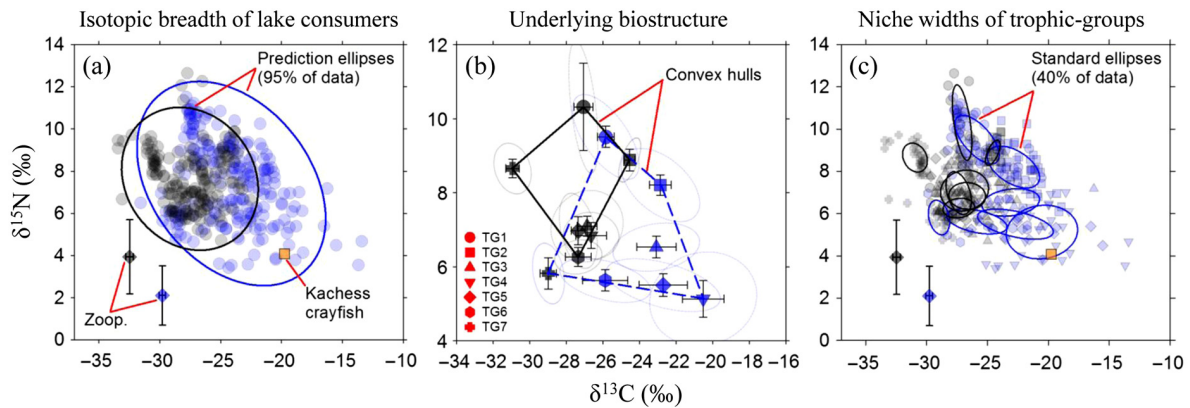 Isotopic breadth of lake consumers
Underlying biostructure
Niche widths of trophic-groups
(a)
Prediction ellipses
(95% of data)
Zoop.
Kachess
crayfish
14
12
10
8
6
4
2
0
−35
−30
−25
−20
−15
−10
δ¹⁵N (‰)
(b)
Convex hulls
TG1
TG2
TG3
TG4
TG5
TG6
TG7
12
10
8
6
4
−34
−32
−30
−28
−26
−24
−22
−20
−18
−16
−14
δ¹³C (‰)
(c)
Standard ellipses
(40% of data)
14
12
10
8
6
4
2
0
−35
−30
−25
−20
−15
−10